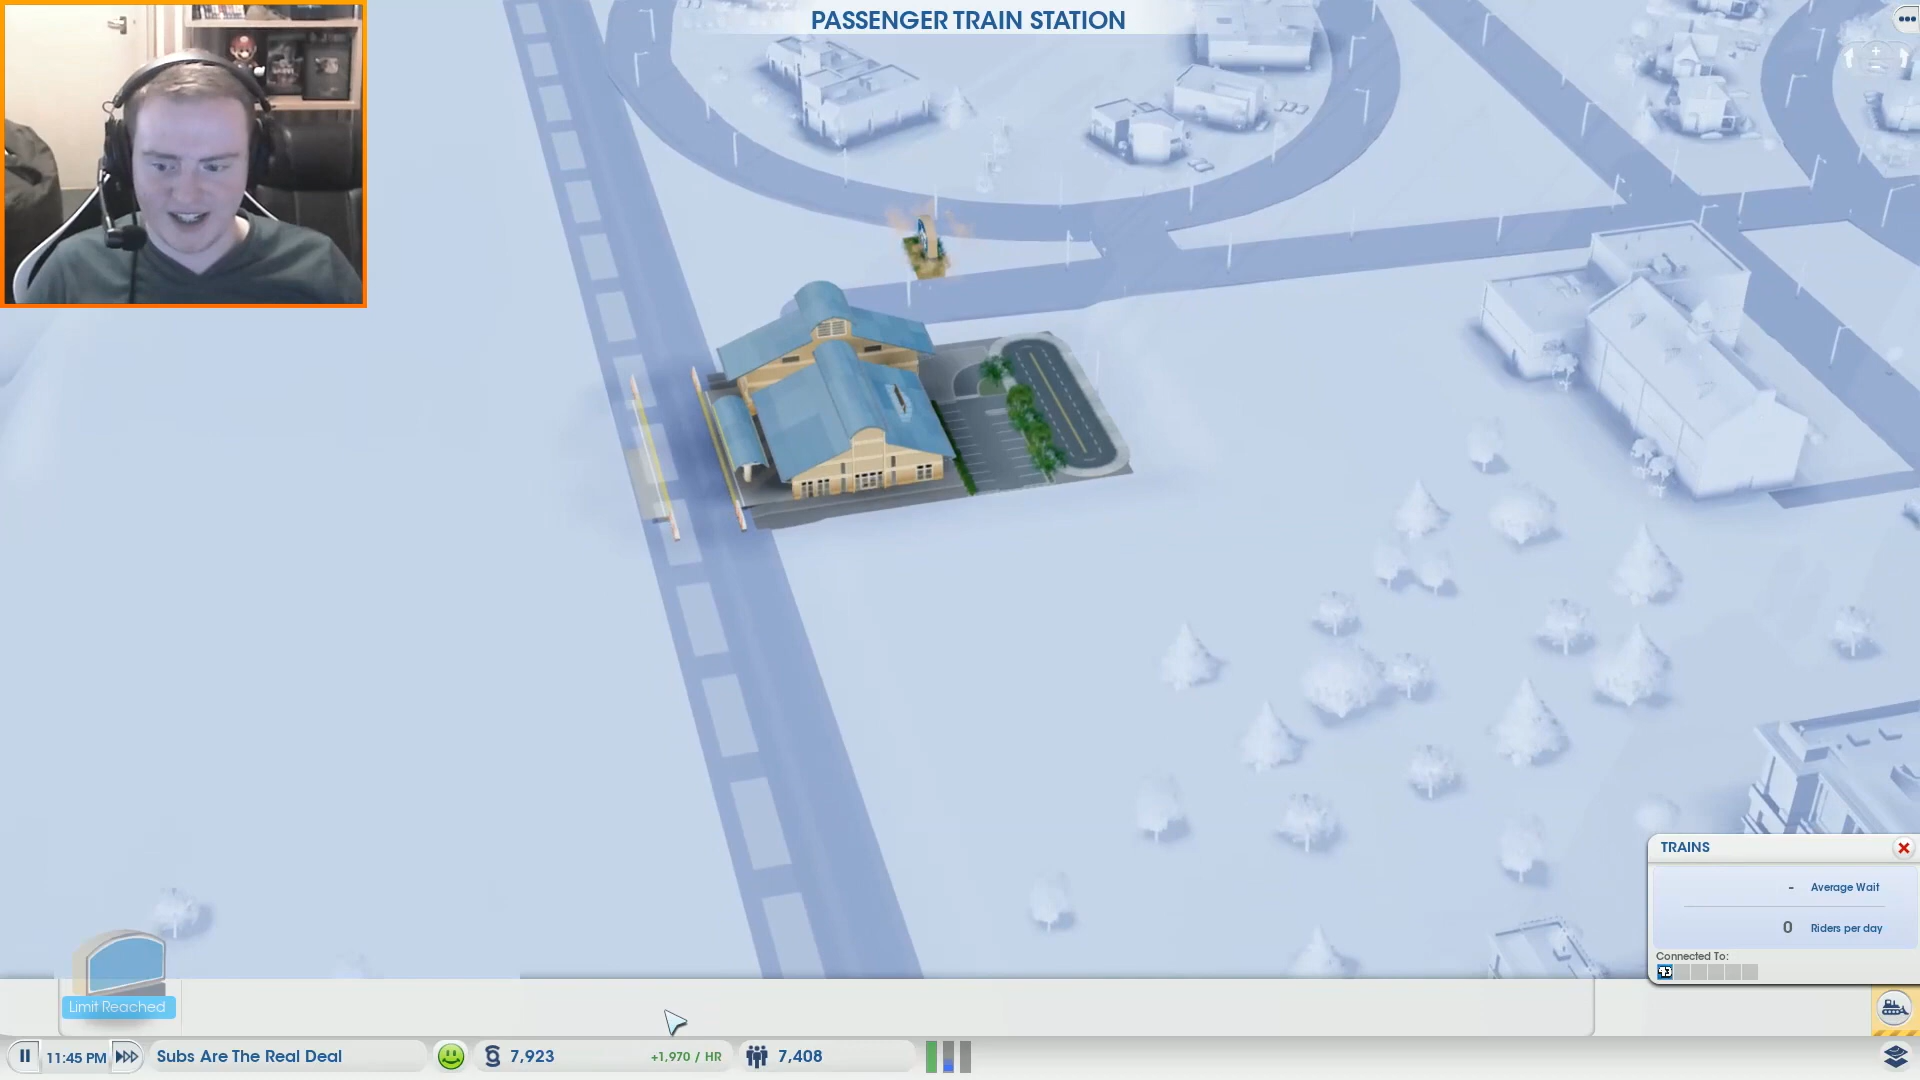 PASSENGER TRAIN STATION
TRAINS
- Average Wait
0 Riders per day
Connected To:
Limit Reached
11:45 PM
Subs Are The Real Deal
7,923
+1,970 / HR
7,408